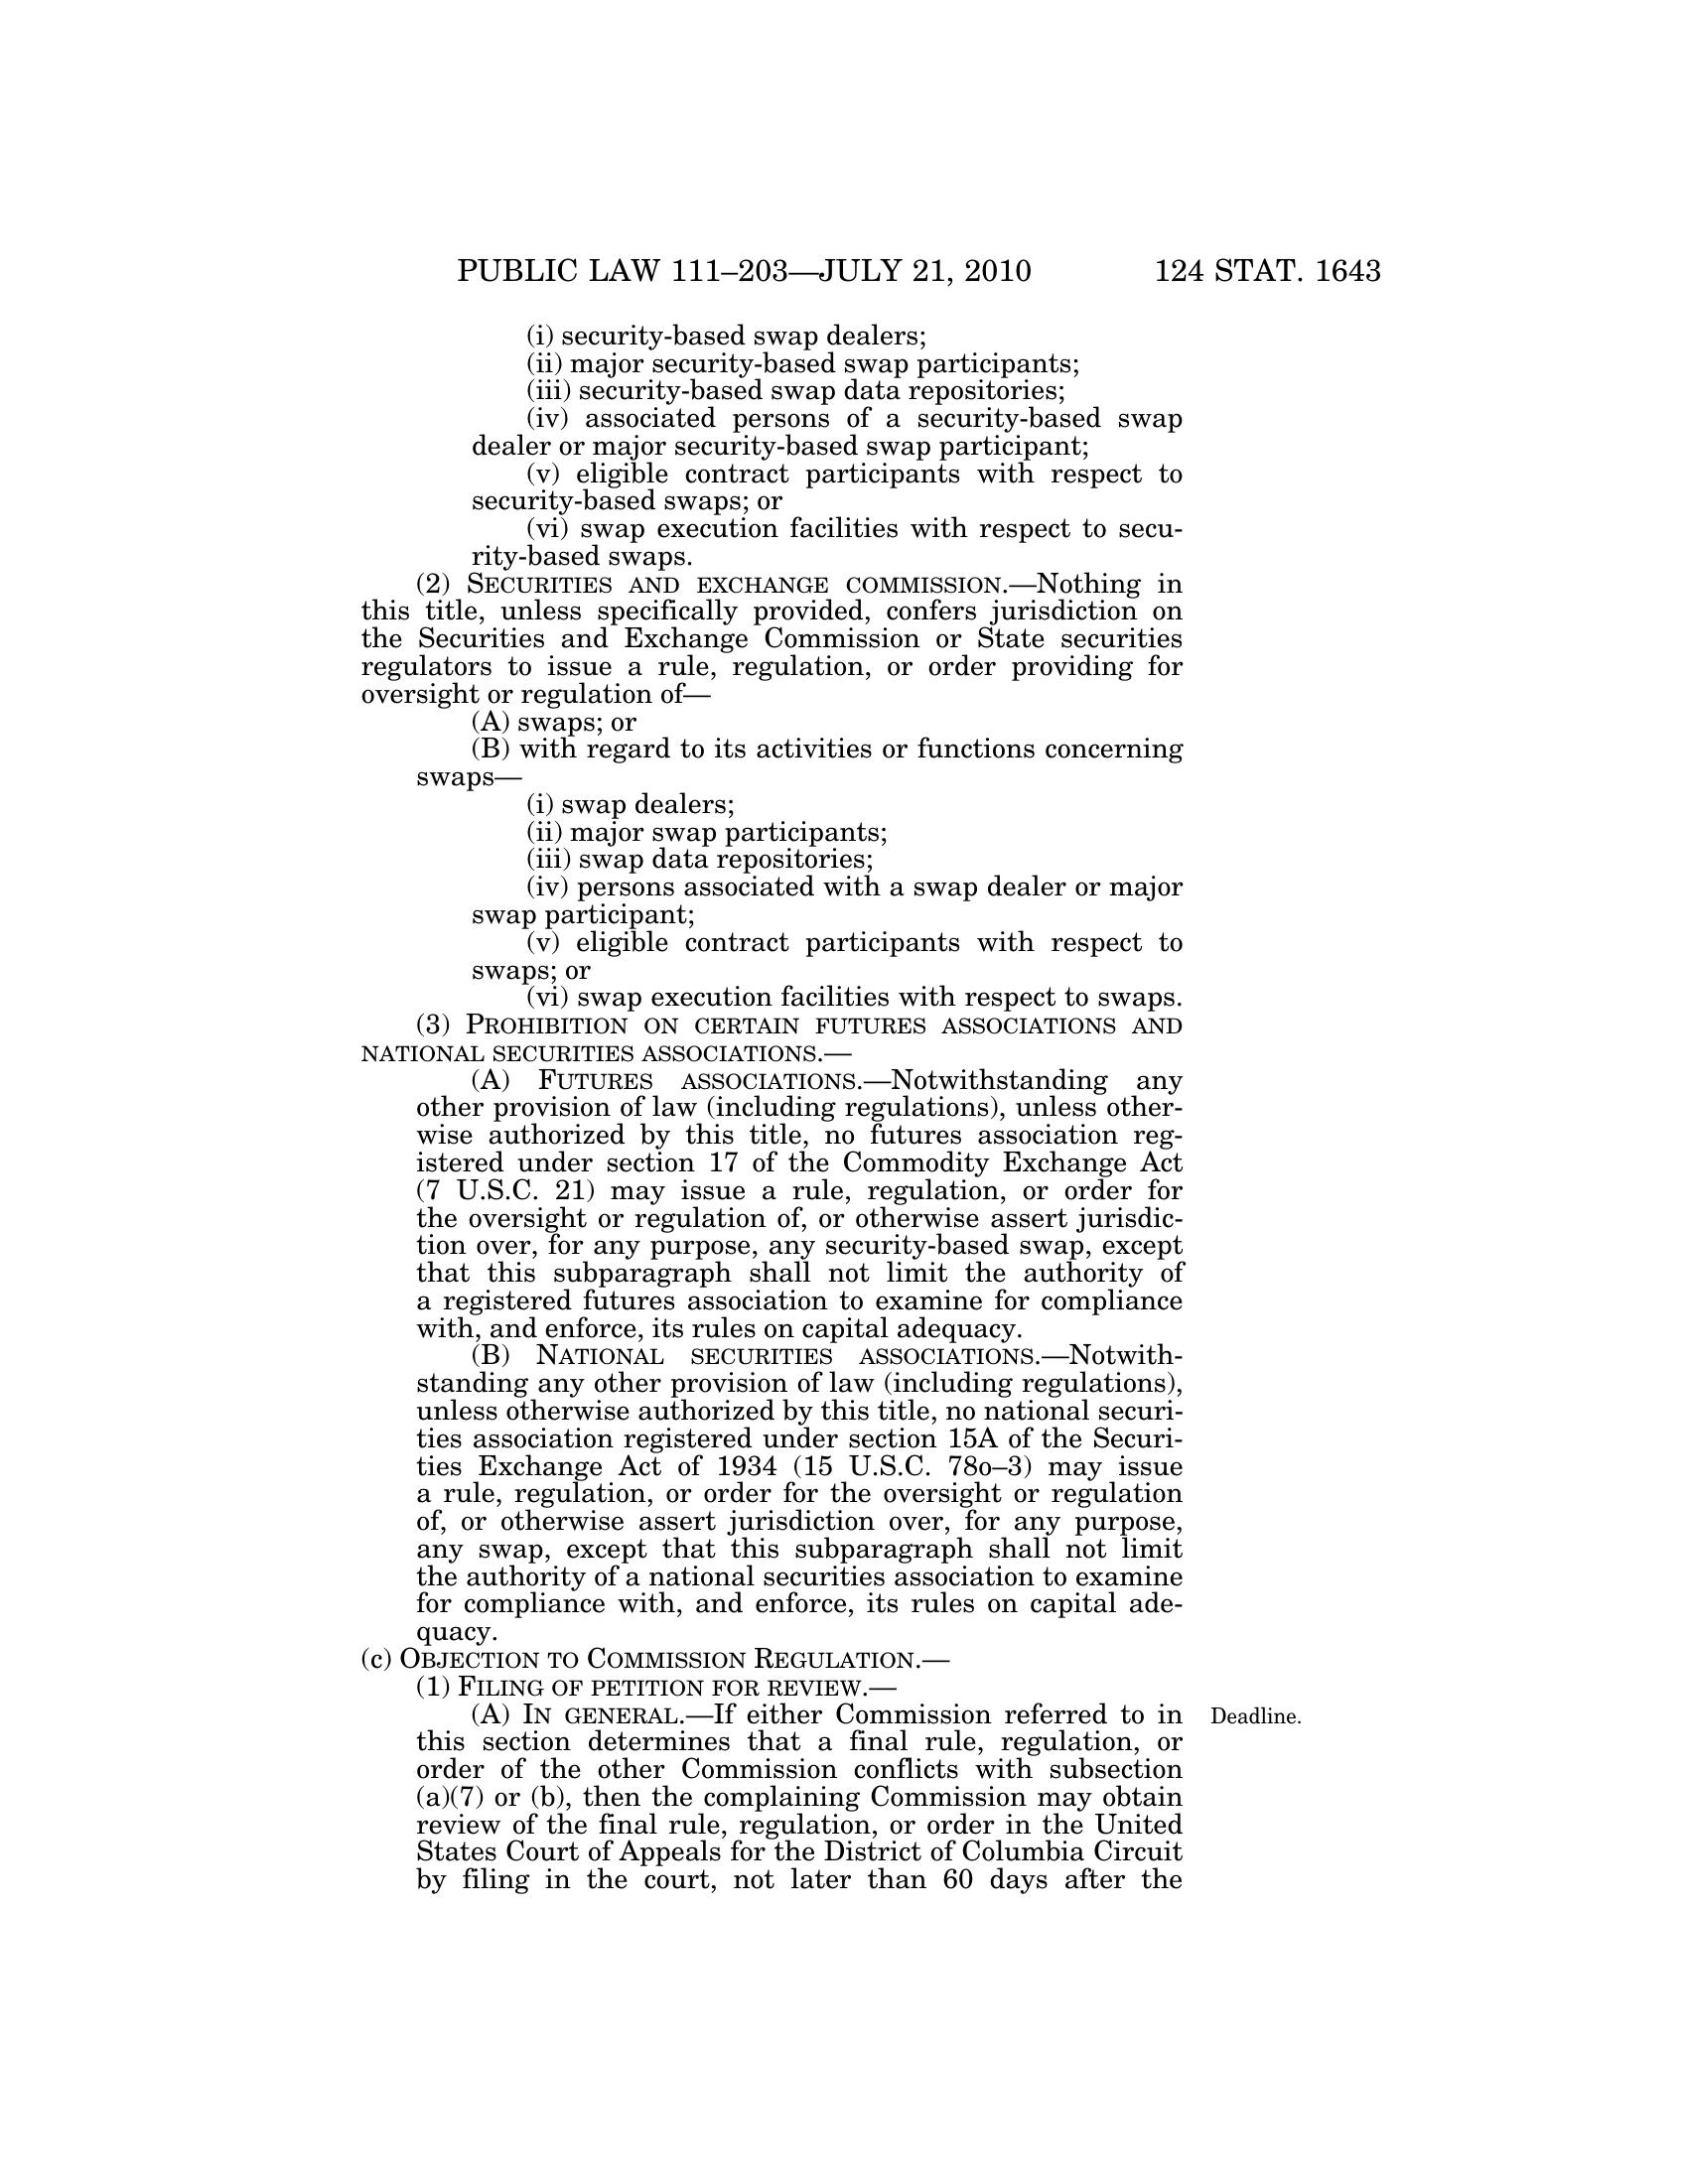 PUBLIC LAW 111–203—JULY 21, 2010 124 STAT. 1643
(i) security-based swap dealers;
(ii) major security-based swap participants;
(iii) security-based swap data repositories;
(iv) associated persons of a security-based swap
dealer or major security-based swap participant;
(v) eligible contract participants with respect to
security-based swaps; or
(vi) swap execution facilities with respect to secu-
rity-based swaps.
(2) SECURITIES AND EXCHANGE COMMISSION.—Nothing in
this title, unless specifically provided, confers jurisdiction on
the Securities and Exchange Commission or State securities
regulators to issue a rule, regulation, or order providing for
oversight or regulation of—
(A) swaps; or
(B) with regard to its activities or functions concerning
swaps—
(i) swap dealers;
(ii) major swap participants;
(iii) swap data repositories;
(iv) persons associated with a swap dealer or major
swap participant;
(v) eligible contract participants with respect to
swaps; or
(vi) swap execution facilities with respect to swaps.
(3) PROHIBITION ON CERTAIN FUTURES ASSOCIATIONS AND
NATIONAL SECURITIES ASSOCIATIONS.—
(A) FUTURES ASSOCIATIONS.—Notwithstanding any
other provision of law (including regulations), unless other-
wise authorized by this title, no futures association reg-
istered under section 17 of the Commodity Exchange Act
(7 U.S.C. 21) may issue a rule, regulation, or order for
the oversight or regulation of, or otherwise assert jurisdic-
tion over, for any purpose, any security-based swap, except
that this subparagraph shall not limit the authority of
a registered futures association to examine for compliance
with, and enforce, its rules on capital adequacy.
(B) NATIONAL SECURITIES ASSOCIATIONS.—Notwith-
standing any other provision of law (including regulations),
unless otherwise authorized by this title, no national securi-
ties association registered under section 15A of the Securi-
ties Exchange Act of 1934 (15 U.S.C. 78o–3) may issue
a rule, regulation, or order for the oversight or regulation
of, or otherwise assert jurisdiction over, for any purpose,
any swap, except that this subparagraph shall not limit
the authority of a national securities association to examine
for compliance with, and enforce, its rules on capital ade-
quacy.
(c) OBJECTION TO COMMISSION REGULATION.—
(1) FILING OF PETITION FOR REVIEW.—
(A) IN GENERAL.—If either Commission referred to in Deadline.
this section determines that a final rule, regulation, or
order of the other Commission conflicts with subsection
(a)(7) or (b), then the complaining Commission may obtain
review of the final rule, regulation, or order in the United
States Court of Appeals for the District of Columbia Circuit
by filing in the court, not later than 60 days after the